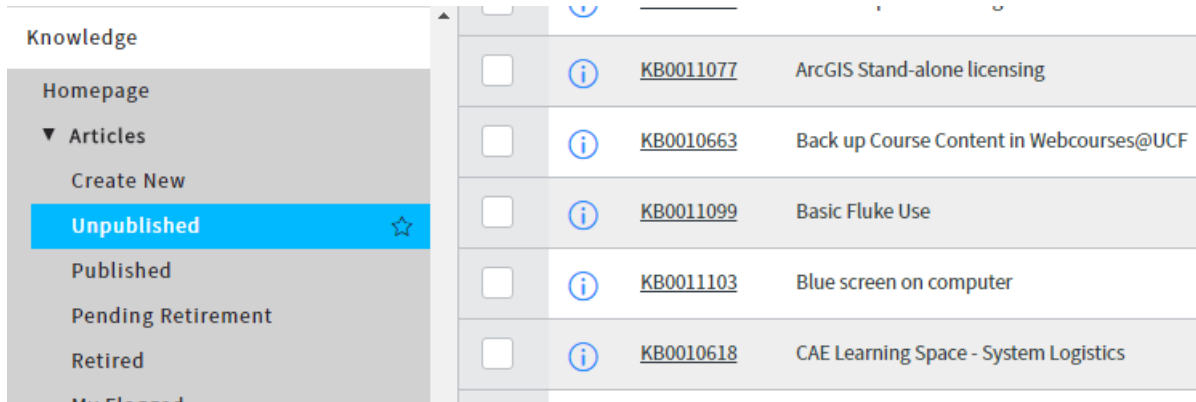 Knowledge
Homepage
▼ Articles
Create New
Unpublished
Published
Pending Retirement
Retired
KB0011077 ArcGIS Stand-alone licensing
KB0010663 Back up Course Content in Webcourses@UCF
KB0011099 Basic Fluke Use
KB0011103 Blue screen on computer
KB0010618 CAE Learning Space - System Logistics